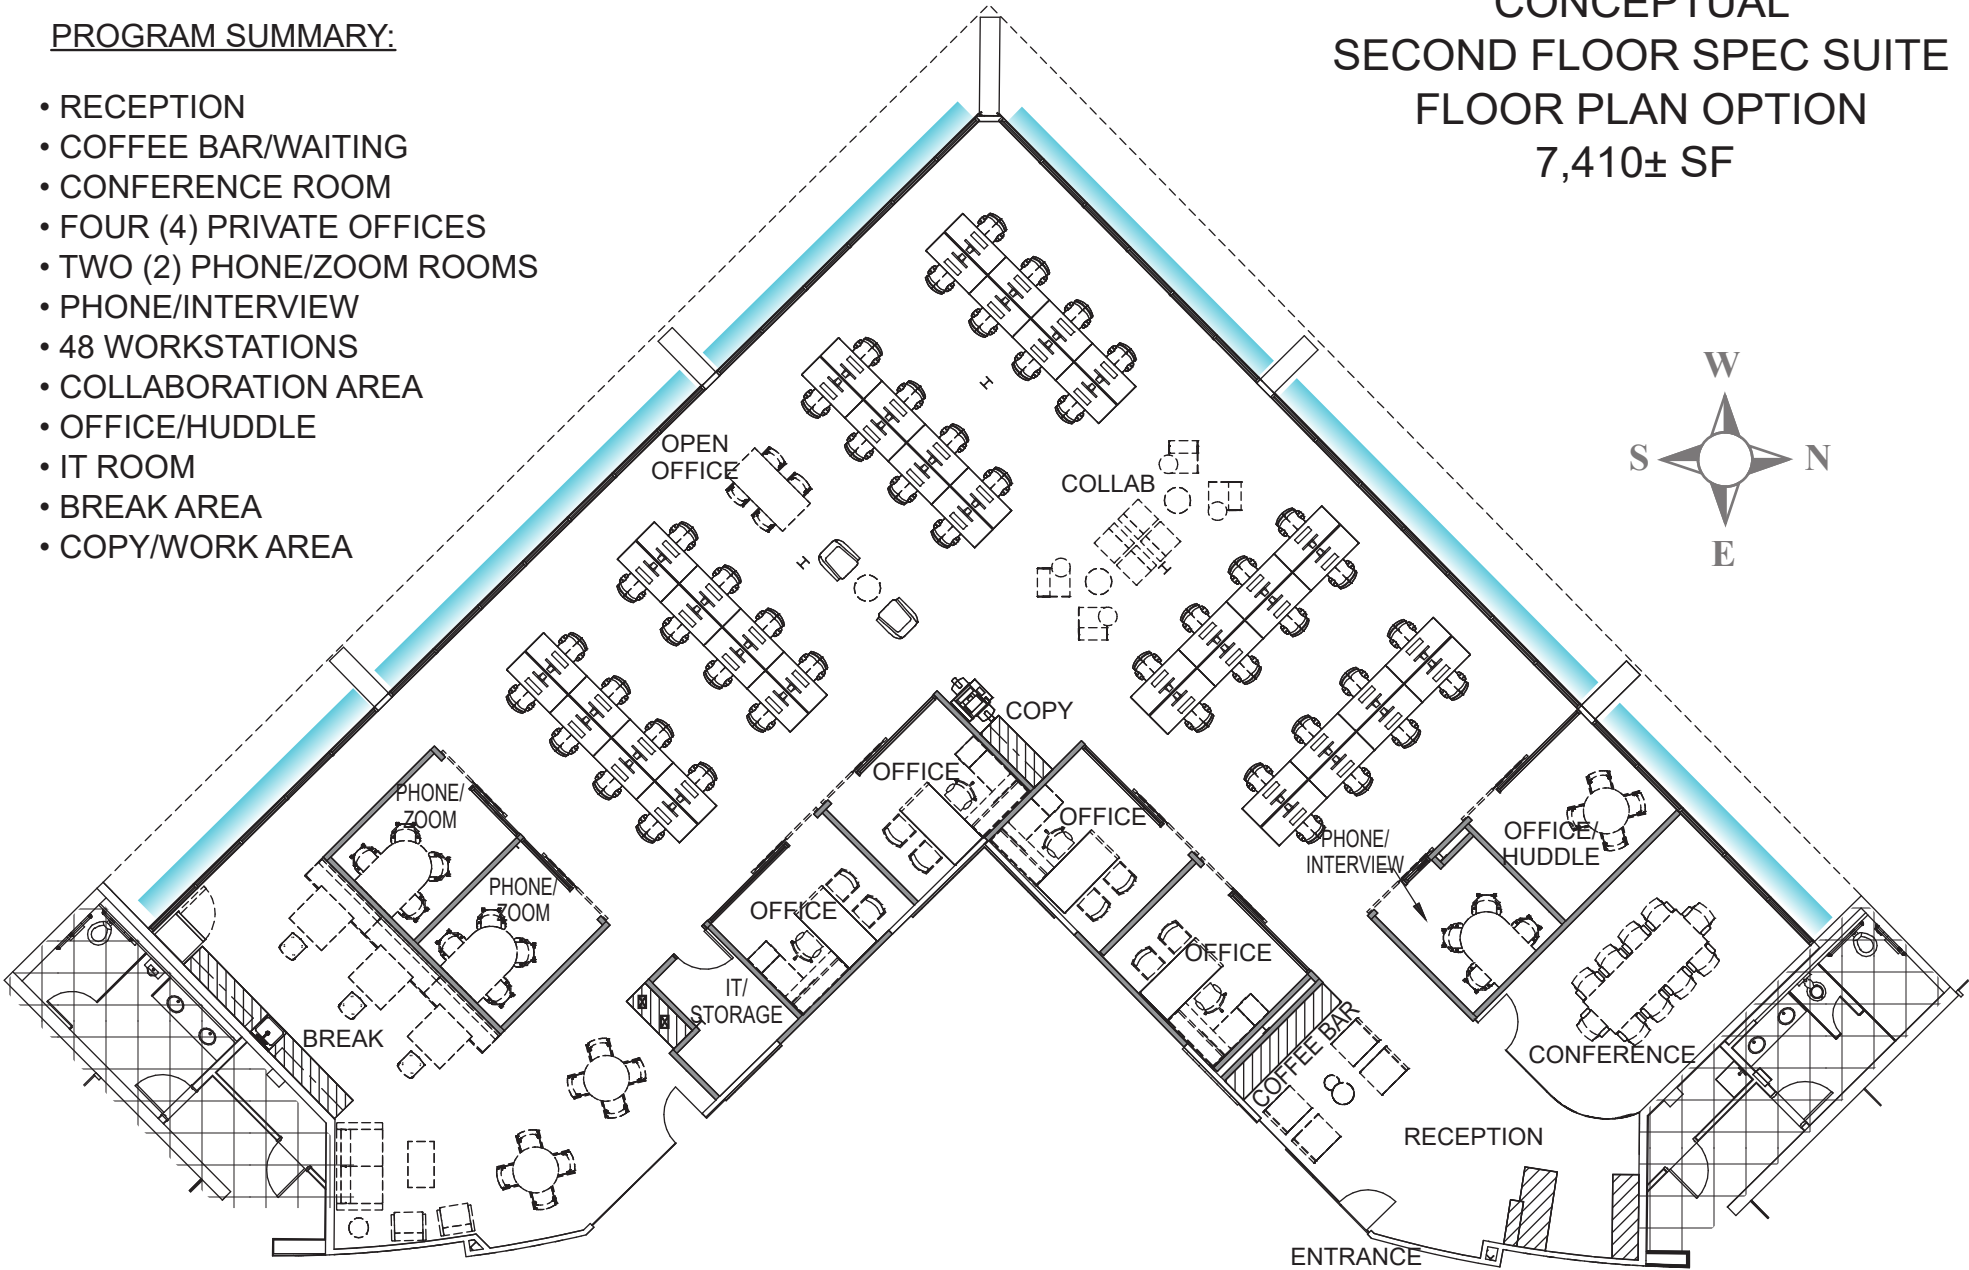 PROGRAM SUMMARY:
• RECEPTION
• COFFEE BAR/WAITING
• CONFERENCE ROOM
• FOUR (4) PRIVATE OFFICES
• TWO (2) PHONE/ZOOM ROOMS
• PHONE/INTERVIEW
• 48 WORKSTATIONS
• COLLABORATION AREA
• OFFICE/HUDDLE
• IT ROOM
• BREAK AREA
• COPY/WORK AREA
CONCEPTUAL
SECOND FLOOR SPEC SUITE
FLOOR PLAN OPTION
7,410± SF
W
S
N
E
OPEN
OFFICE
COLLAB
COPY
OFFICE
OFFICE
OFFICE
OFFICE
PHONE/
ZOOM
PHONE/
ZOOM
PHONE/
INTERVIEW
OFFICE/
HUDDLE
IT/
STORAGE
BREAK
COFFEE BAR
CONFERENCE
RECEPTION
ENTRANCE